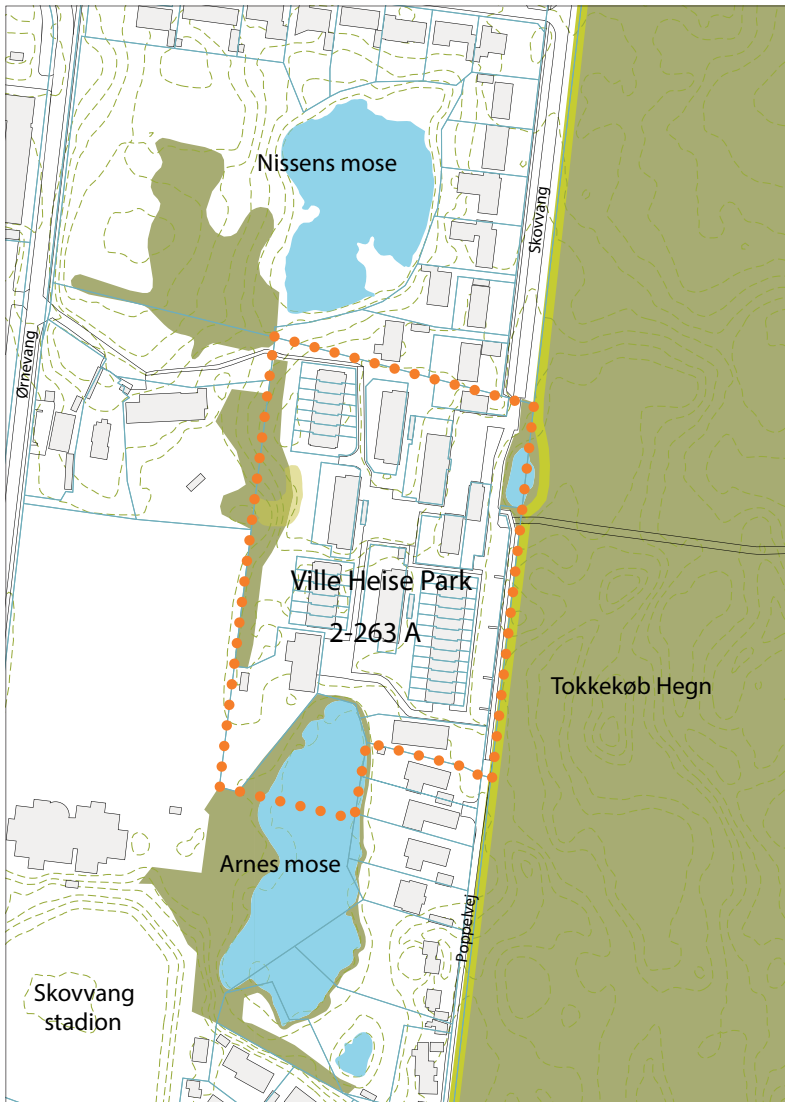 Nissens mose
Skovvang
Ørnevang
Ville Heise Park
2-263 A
Tokkekøb Hegn
Arnes mose
Poppelvej
Skovvang
stadion